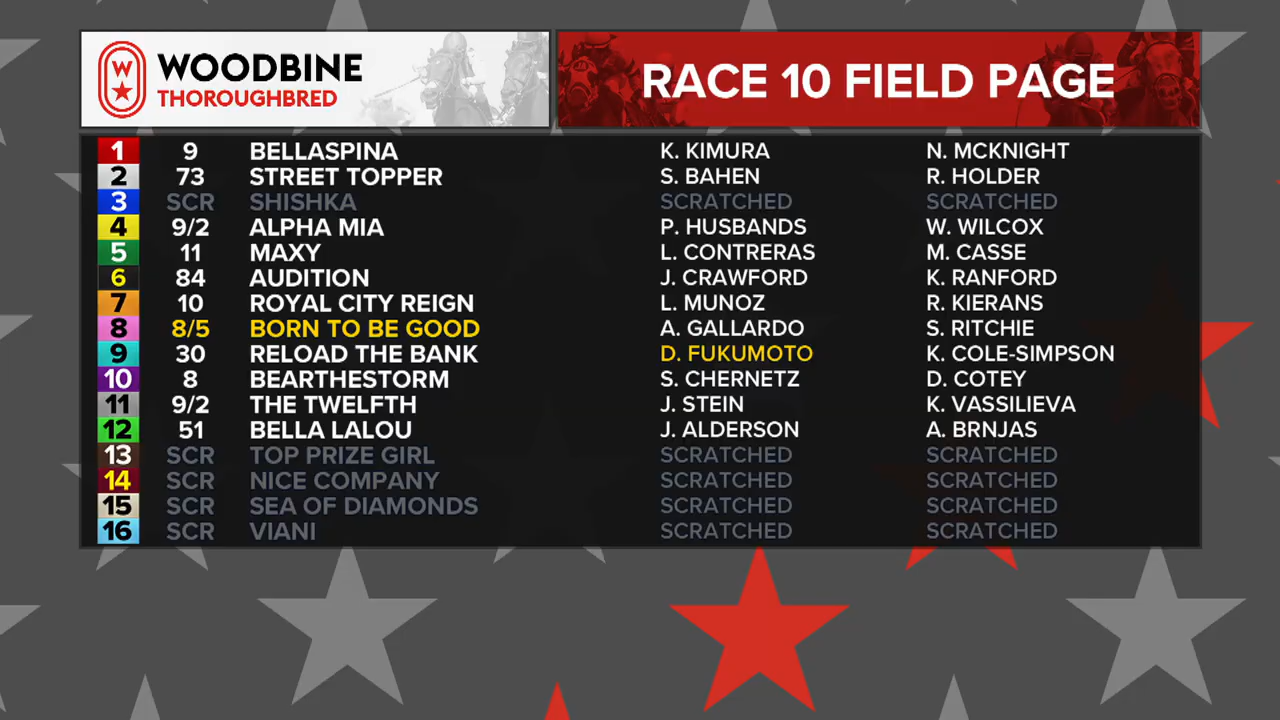 W
WOODBINE
THOROUGHBRED
RACE 10 FIELD PAGE
1 9 BELLASPINA K. KIMURA N. MCKNIGHT
2 73 STREET TOPPER S. BAHEN R. HOLDER
3 SCR SHISHKA SCRATCHED SCRATCHED
4 9/2 ALPHA MIA P. HUSBANDS W. WILCOX
5 11 MAXY L. CONTRERAS M. CASSE
6 84 AUDITION J. CRAWFORD K. RANFORD
7 10 ROYAL CITY REIGN L. MUNOZ R. KIERANS
8 8/5 BORN TO BE GOOD A. GALLARDO S. RITCHIE
9 30 RELOAD THE BANK D. FUKUMOTO K. COLE-SIMPSON
10 8 BEARTHESTORM S. CHERNETZ D. COTEY
11 9/2 THE TWELFTH J. STEIN K. VASSILIEVA
12 51 BELLA LALOU J. ALDERSON A. BRNJAS
13 SCR TOP PRIZE GIRL SCRATCHED SCRATCHED
14 SCR NICE COMPANY SCRATCHED SCRATCHED
15 SCR SEA OF DIAMONDS SCRATCHED SCRATCHED
16 SCR VIANI SCRATCHED SCRATCHED